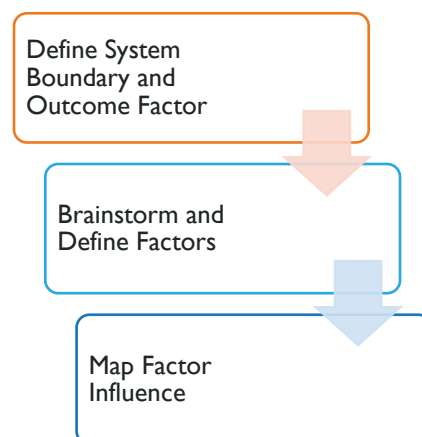 Define System
Boundary and
Outcome Factor
Brainstorm and
Define Factors
Map Factor
Influence